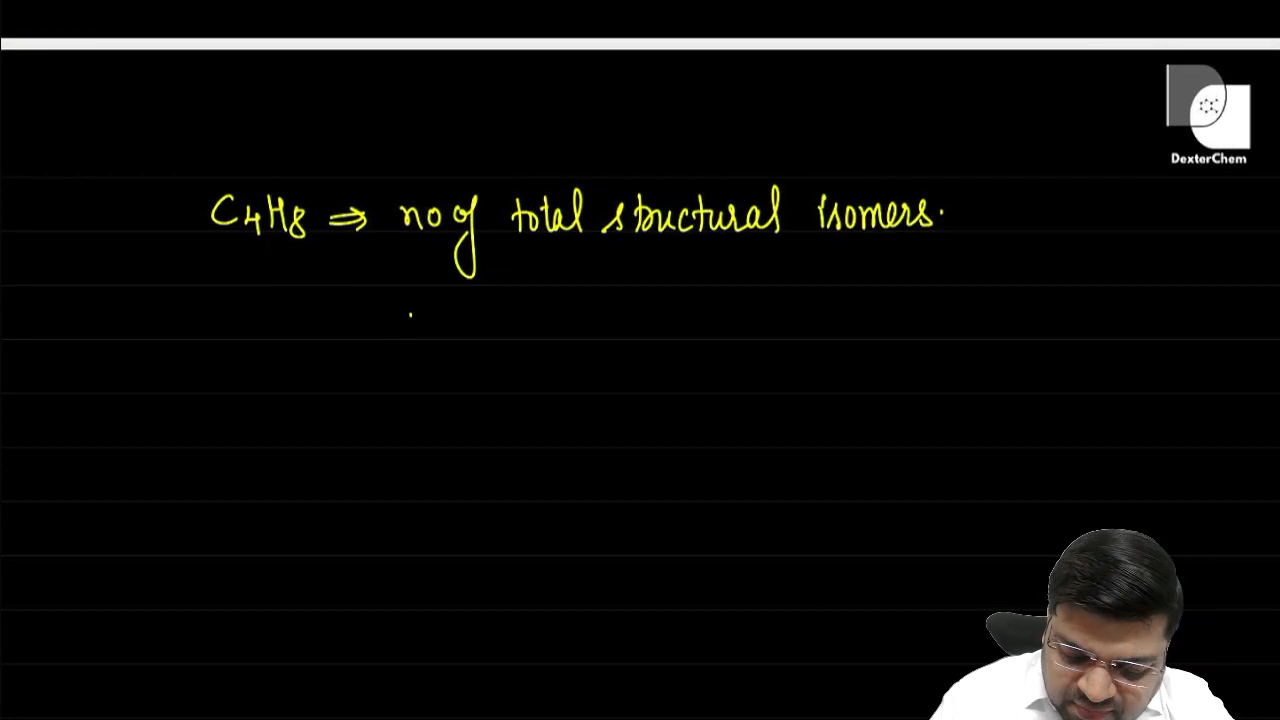 DexterChem
C4H8 ⇒ no of total structural isomers.